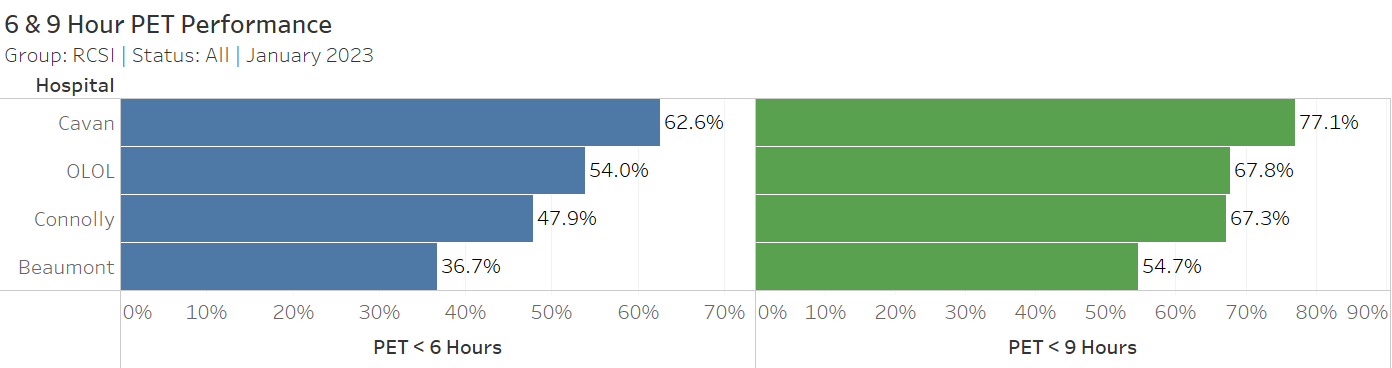 6 & 9 Hour PET Performance
Group: RCSI | Status: All | January 2023
Hospital
Cavan 62.6% 77.1%
OLOL 54.0% 67.8%
Connolly 47.9% 67.3%
Beaumont 36.7% 54.7%
0% 10% 20% 30% 40% 50% 60% 70% 0% 10% 20% 30% 40% 50% 60% 70% 80% 90%
PET < 6 Hours PET < 9 Hours